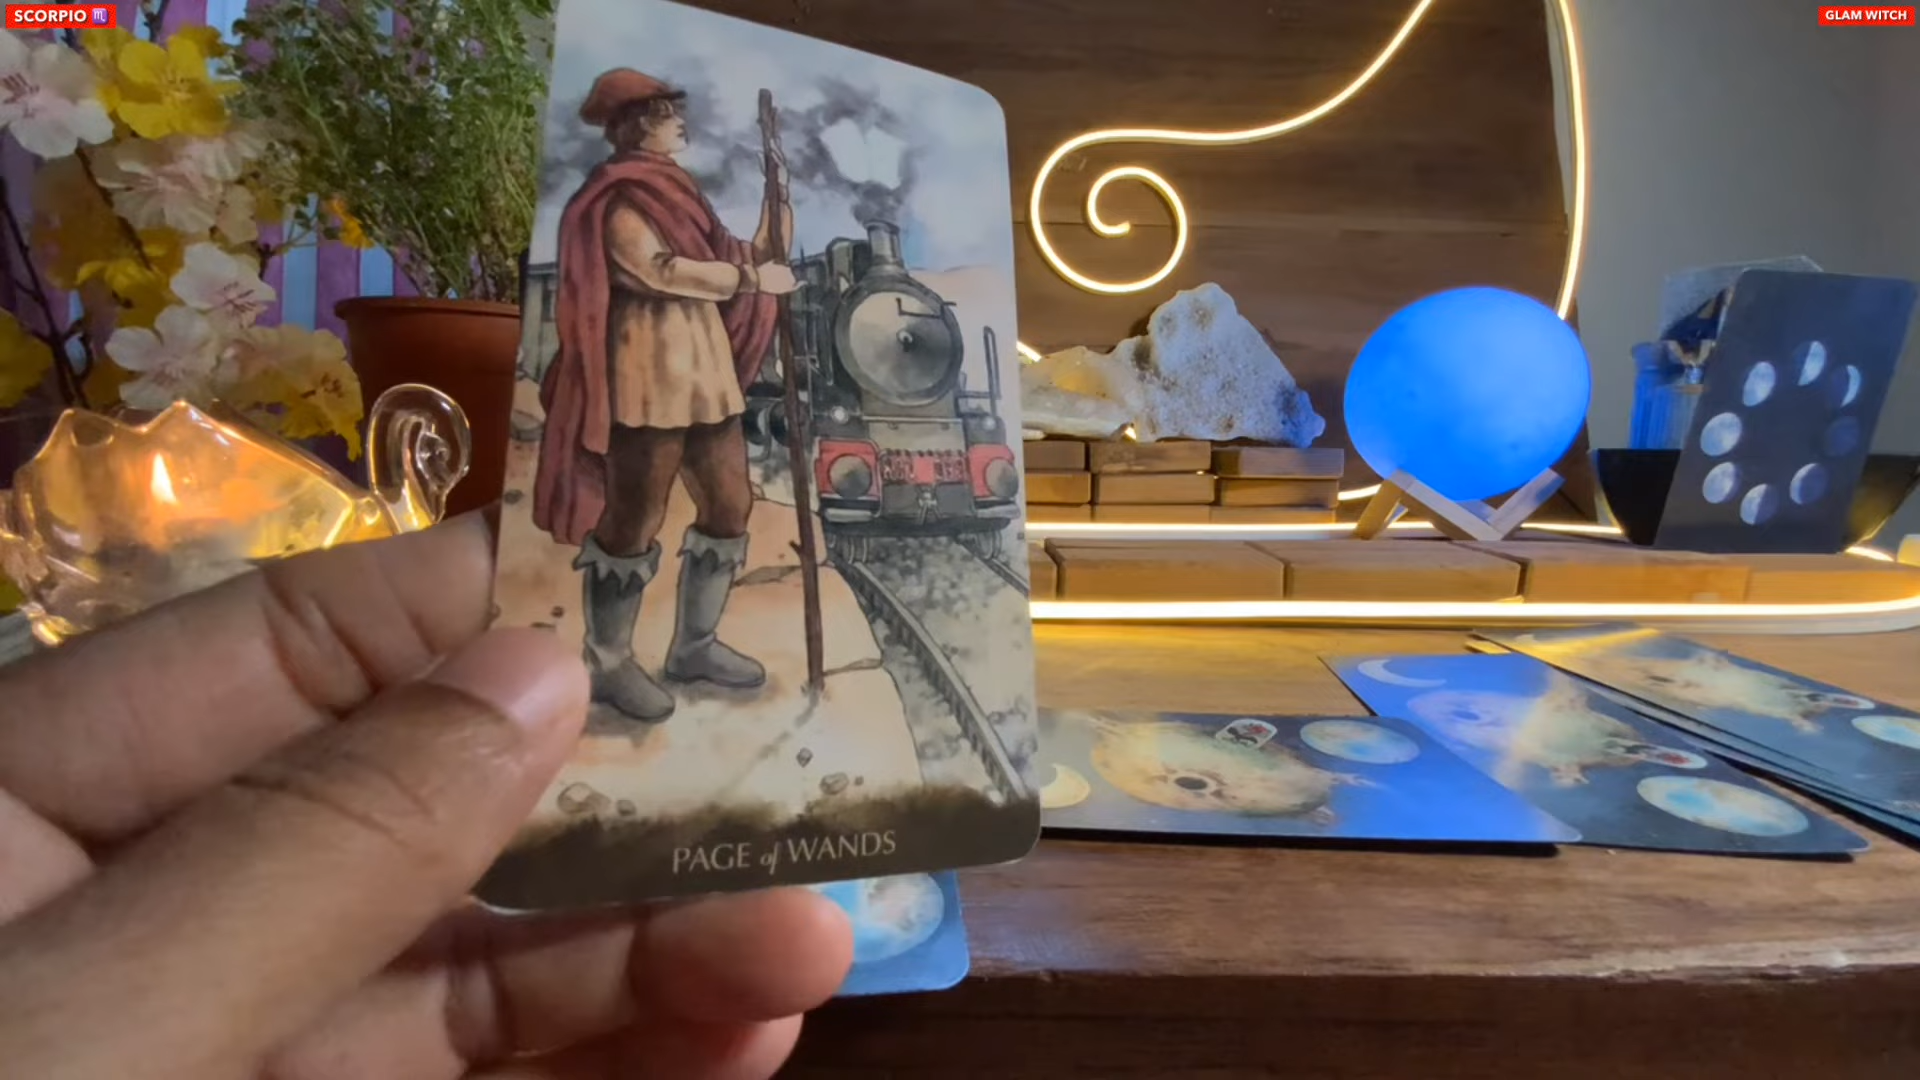 SCORPIO ♏
GLAM WITCH
PAGE of WANDS